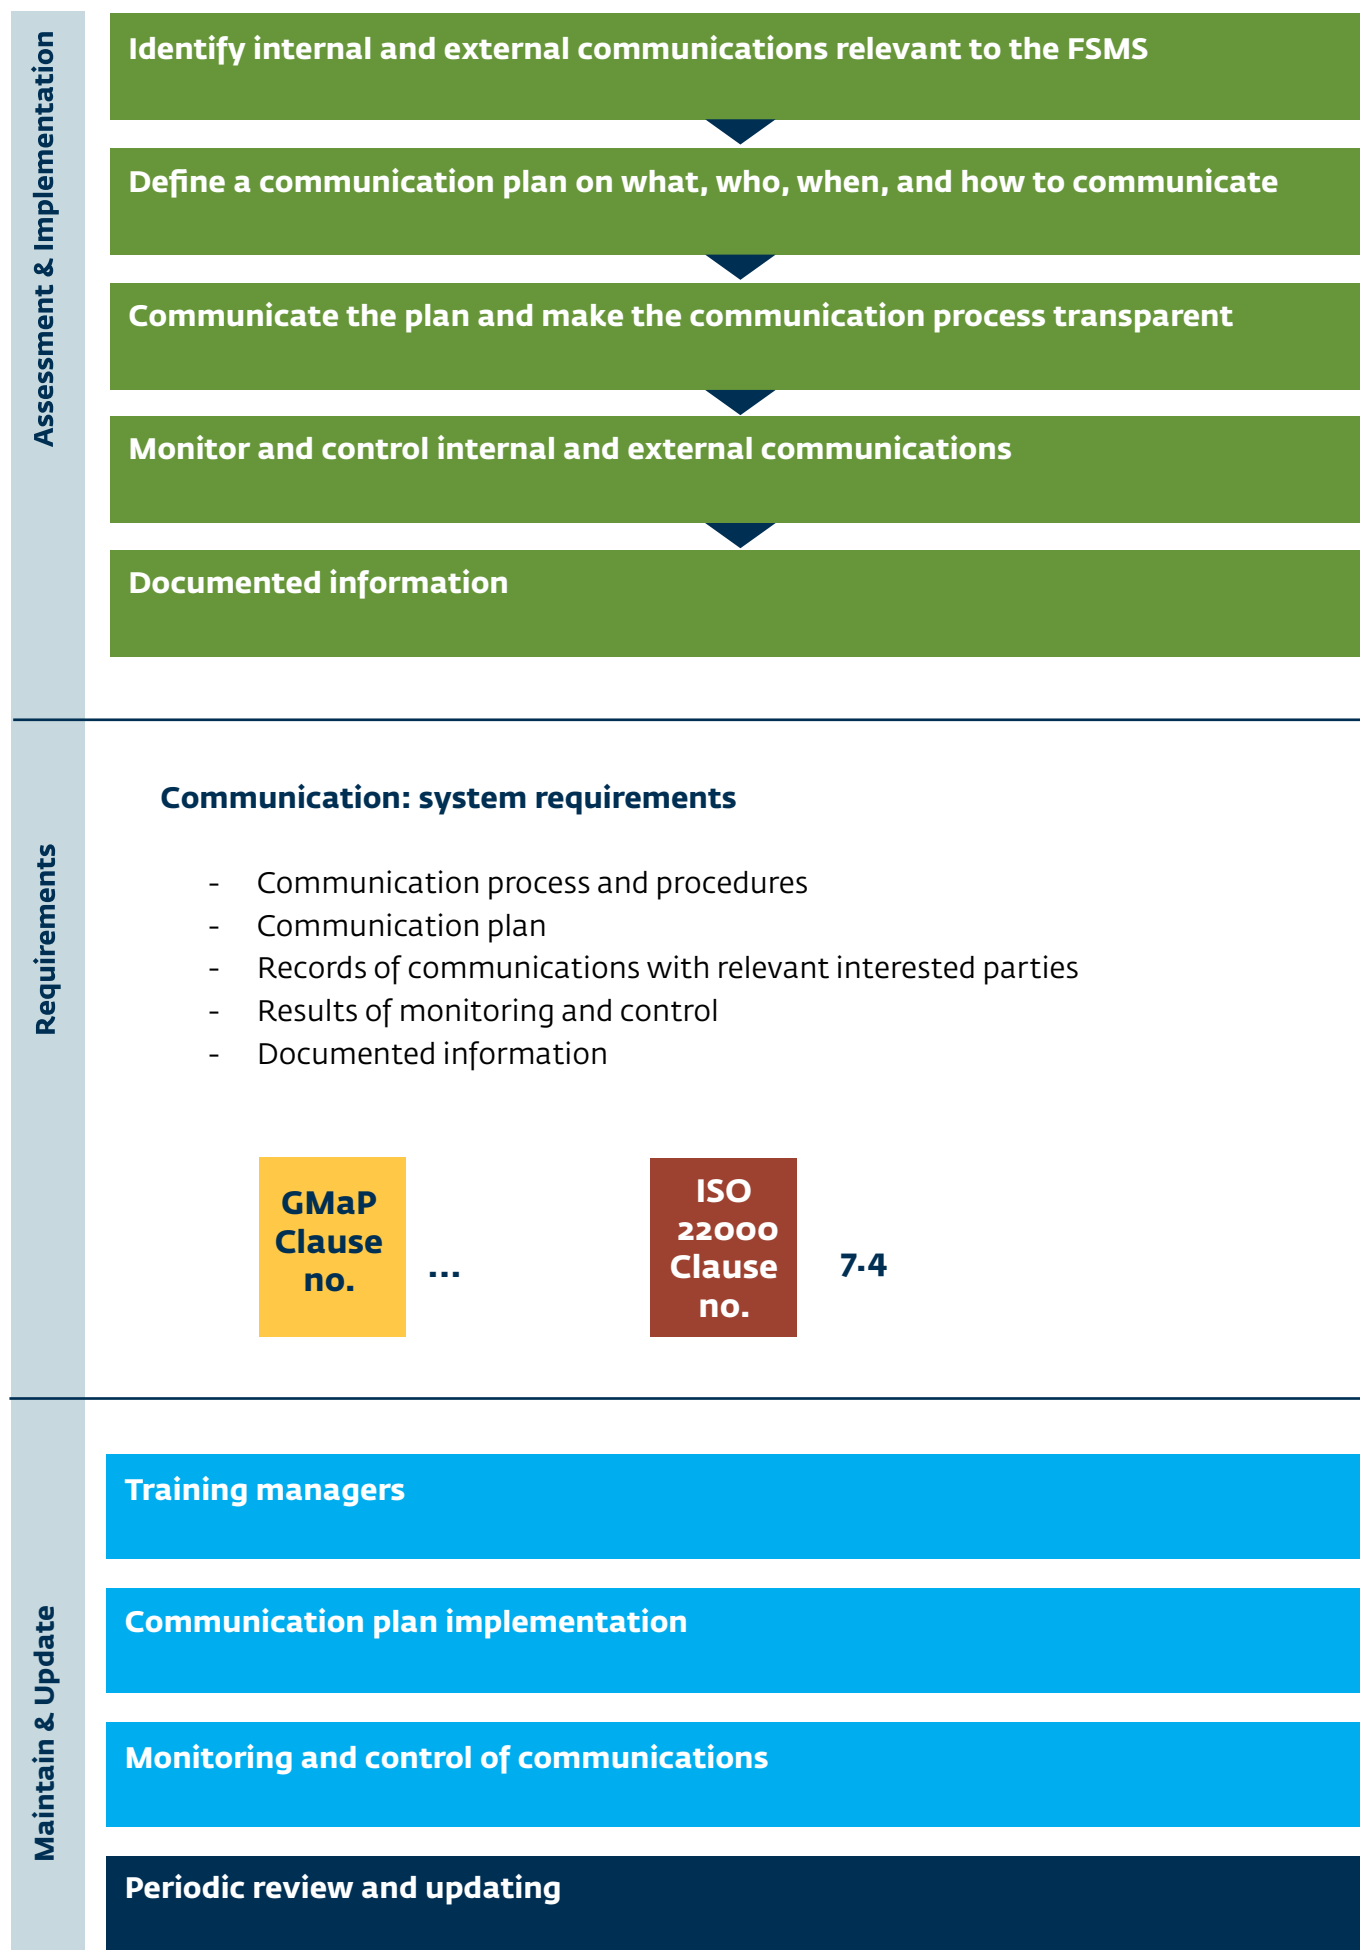 Assessment & Implementation
Identify internal and external communications relevant to the FSMS
Define a communication plan on what, who, when, and how to communicate
Communicate the plan and make the communication process transparent
Monitor and control internal and external communications
Documented information
Requirements
Communication: system requirements
- Communication process and procedures
- Communication plan
- Records of communications with relevant interested parties
- Results of monitoring and control
- Documented information
GMaP
Clause
no.
...
ISO
22000
Clause
no.
7.4
Maintain & Update
Training managers
Communication plan implementation
Monitoring and control of communications
Periodic review and updating